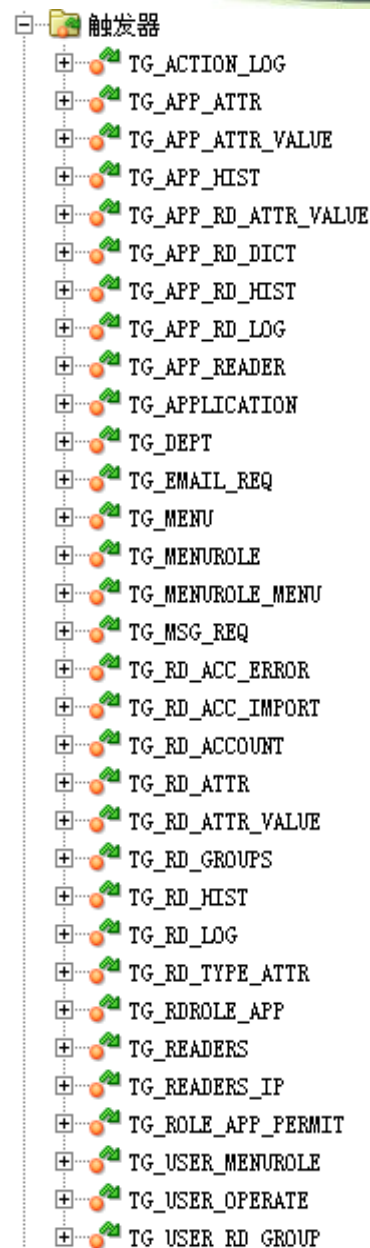 触发器
TG_ACTION_LOG
TG_APP_ATTR
TG_APP_ATTR_VALUE
TG_APP_HIST
TG_APP_RD_ATTR_VALUE
TG_APP_RD_DICT
TG_APP_RD_HIST
TG_APP_RD_LOG
TG_APP_READER
TG_APPLICATION
TG_DEPT
TG_EMAIL_REQ
TG_MENU
TG_MENUROLE
TG_MENUROLE_MENU
TG_MSG_REQ
TG_RD_ACC_ERROR
TG_RD_ACC_IMPORT
TG_RD_ACCOUNT
TG_RD_ATTR
TG_RD_ATTR_VALUE
TG_RD_GROUPS
TG_RD_HIST
TG_RD_LOG
TG_RD_TYPE_ATTR
TG_RDROLE_APP
TG_READERS
TG_READERS_IP
TG_ROLE_APP_PERMIT
TG_USER_MENUROLE
TG_USER_OPERATE
TG_USER_RD_GROUP